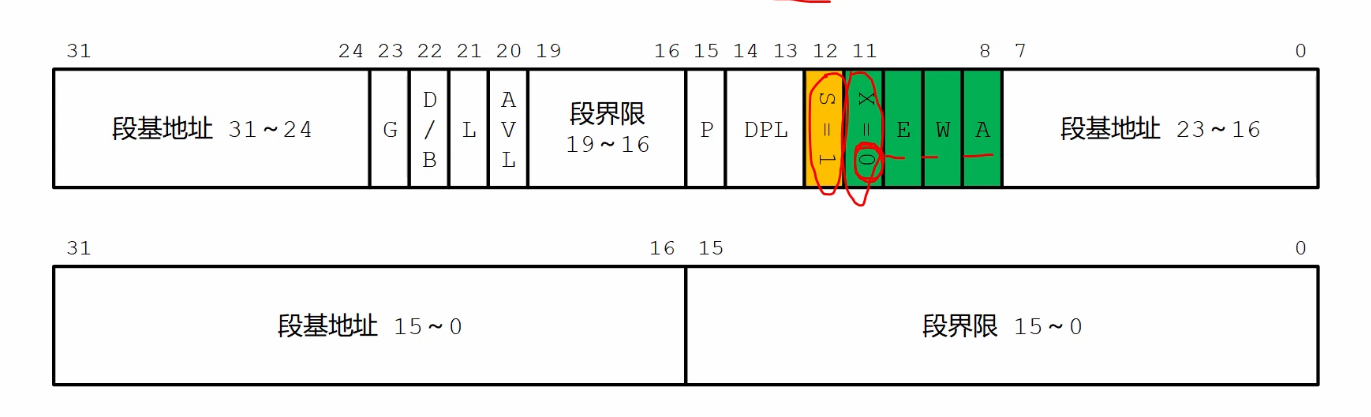 31 24 23 22 21 20 19 16 15 14 13 12 11 8 7 0
段基地址 31~24 G D/B L AVL 段界限 19~16 P DPL S=1 X=0 E W A 段基地址 23~16
31 16 15 0
段基地址 15~0 段界限 15~0